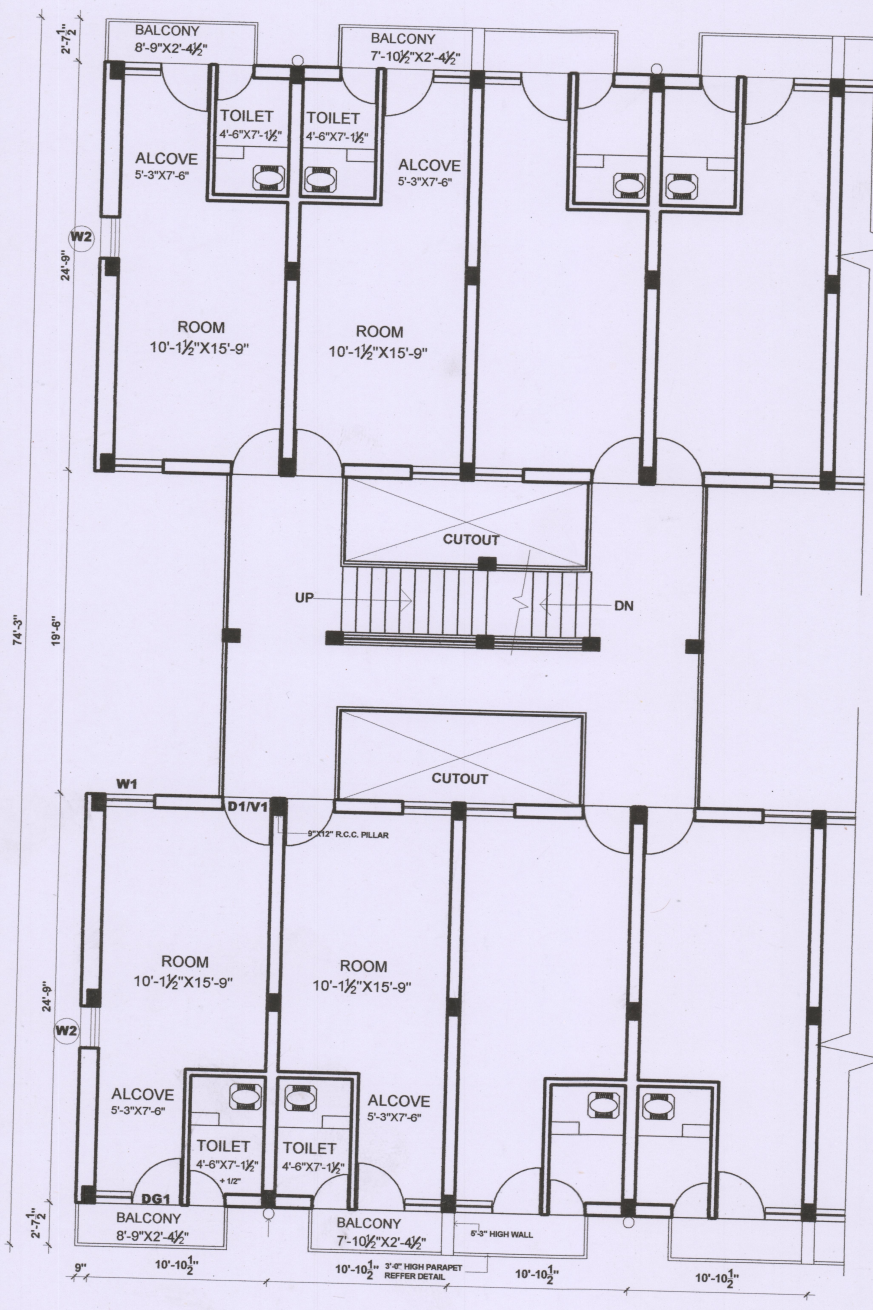 BALCONY
8'-9"X2'-4½"
BALCONY
7'-10½"X2'-4½"
2'-7½"
TOILET
4'-6"X7'-1½"
TOILET
4'-6"X7'-1½"
ALCOVE
5'-3"X7'-6"
ALCOVE
5'-3"X7'-6"
W2
24'-9"
ROOM
10'-1½"X15'-9"
ROOM
10'-1½"X15'-9"
CUTOUT
UP
DN
74'-3"
19'-6"
CUTOUT
W1
D1/V1
9"X12" R.C.C. PILLAR
ROOM
10'-1½"X15'-9"
ROOM
10'-1½"X15'-9"
24'-9"
W2
ALCOVE
5'-3"X7'-6"
ALCOVE
5'-3"X7'-6"
TOILET
4'-6"X7'-1½"
+ 1/2"
TOILET
4'-6"X7'-1½"
DG1
2'-7½"
BALCONY
8'-9"X2'-4½"
BALCONY
7'-10½"X2'-4½"
5'-3" HIGH WALL
3'-0" HIGH PARAPET
REFFER DETAIL
9"
10'-10½"
10'-10½"
10'-10½"
10'-10½"